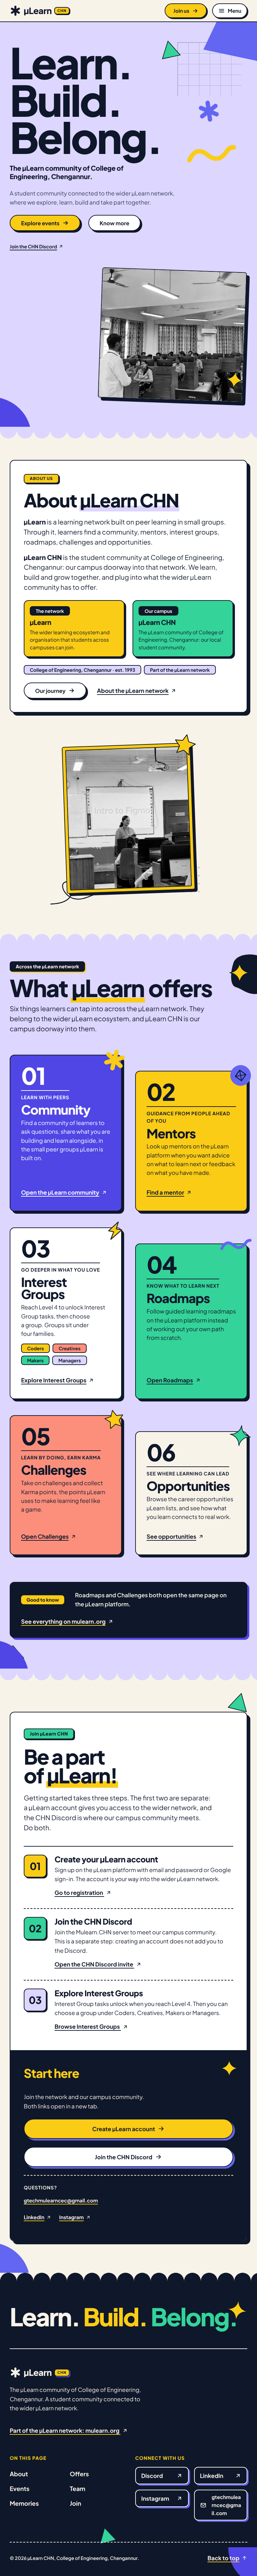 µLearn CHN
Join us
Menu
Learn.
Build.
Belong.
The µLearn community of College of
Engineering, Chengannur.
A student community connected to the wider µLearn network,
where we explore, learn, build and take part together.
Explore events
Know more
Join the CHN Discord
ABOUT US
About µLearn CHN
µLearn is a learning network built on peer learning in small groups.
Through it, learners find a community, mentors, interest groups,
roadmaps, challenges and opportunities.
µLearn CHN is the student community at College of Engineering,
Chengannur: our campus doorway into that network. We learn,
build and grow together, and plug into what the wider µLearn
community has to offer.
The network
µLearn
The wider learning ecosystem and
organisation that students across
campuses can join.
Our campus
µLearn CHN
The µLearn community of College of
Engineering, Chengannur: our local
student community.
College of Engineering, Chengannur · est. 1993
Part of the µLearn network
Our journey
About the µLearn network
Intro to Figma
Across the µLearn network
What µLearn offers
Six things learners can tap into across the µLearn network. They
belong to the wider µLearn ecosystem, and µLearn CHN is our
campus doorway into them.
01
LEARN WITH PEERS
Community
Find a community of learners to
ask questions, share what you are
building and learn alongside, in
the small peer groups µLearn is
built on.
Open the µLearn community
02
GUIDANCE FROM PEOPLE AHEAD
OF YOU
Mentors
Look up mentors on the µLearn
platform when you want advice
on what to learn next or feedback
on what you have made.
Find a mentor
03
GO DEEPER IN WHAT YOU LOVE
Interest
Groups
Reach Level 4 to unlock Interest
Group tasks, then choose
a group. Groups sit under
four families.
Coders
Creatives
Makers
Managers
Explore Interest Groups
04
KNOW WHAT TO LEARN NEXT
Roadmaps
Follow guided learning roadmaps
on the µLearn platform instead
of working out your own path
from scratch.
Open Roadmaps
05
LEARN BY DOING, EARN KARMA
Challenges
Take on challenges and collect
Karma points, the points µLearn
uses to make learning feel like
a game.
Open Challenges
06
SEE WHERE LEARNING CAN LEAD
Opportunities
Browse the career opportunities
µLearn lists, and see how what
you learn connects to real work.
See opportunities
Good to know
Roadmaps and Challenges both open the same page on
the µLearn platform.
See everything on mulearn.org
Join µLearn CHN
Be a part
of µLearn!
Getting started takes three steps. The first two are separate:
a µLearn account gives you access to the wider network, and
the CHN Discord is where our campus community meets.
Do both.
01
Create your µLearn account
Sign up on the µLearn platform with email and password or Google
sign-in. The account is your way into the wider µLearn network.
Go to registration
02
Join the CHN Discord
Join the MuLearn CHN server to meet our campus community.
This is a separate step: creating an account does not add you to
the Discord.
Open the CHN Discord invite
03
Explore Interest Groups
Interest Group tasks unlock when you reach Level 4. Then you can
choose a group under Coders, Creatives, Makers or Managers.
Browse Interest Groups
Start here
Join the network and our campus community.
Both links open in a new tab.
Create µLearn account
Join the CHN Discord
QUESTIONS?
gtechmulearncec@gmail.com
LinkedIn
Instagram
Learn. Build. Belong.
µLearn CHN
The µLearn community of College of Engineering,
Chengannur. A student community connected to
the wider µLearn network.
Part of the µLearn network: mulearn.org
ON THIS PAGE
About
Offers
Events
Team
Memories
Join
CONNECT WITH US
Discord
LinkedIn
Instagram
gtechmulea
rncec@gma
il.com
© 2026 µLearn CHN, College of Engineering, Chengannur.
Back to top